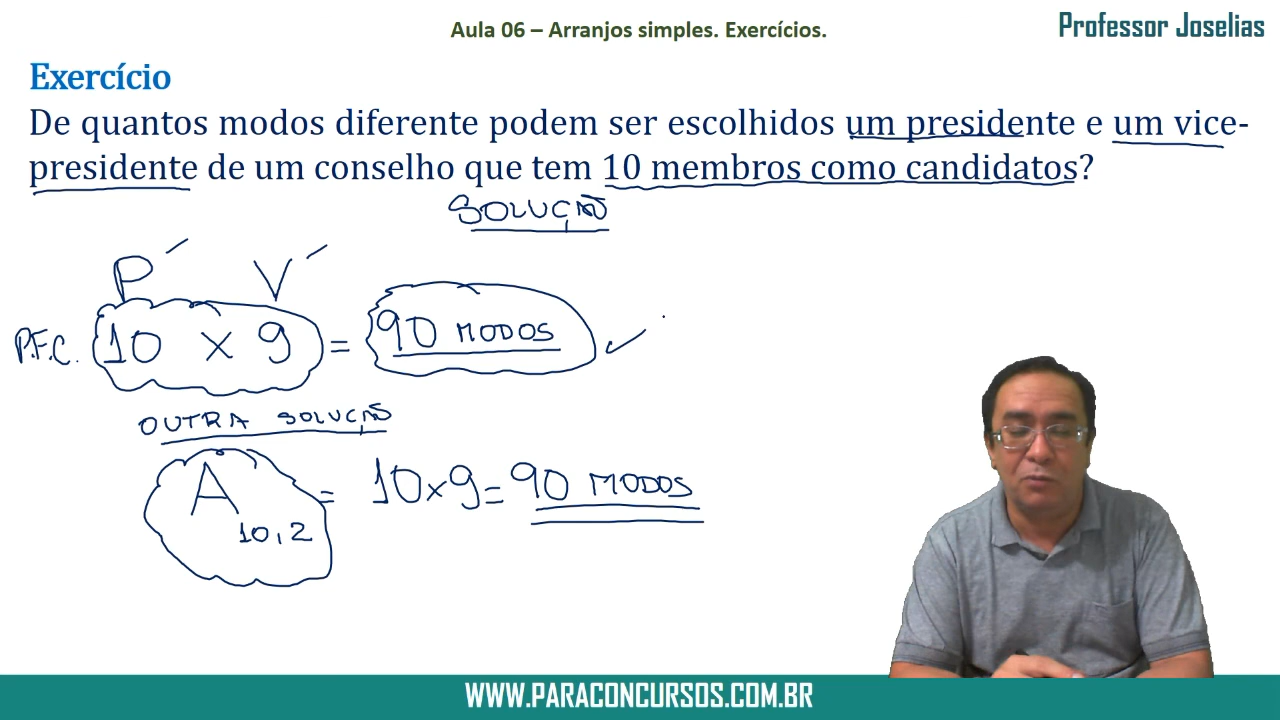 Aula 06 – Arranjos simples. Exercícios.
Professor Joselias
Exercício
De quantos modos diferente podem ser escolhidos um presidente e um vice-
presidente de um conselho que tem 10 membros como candidatos?
SOLUÇÃO
P V
P.F.C. 10 × 9 = 90 MODOS
OUTRA SOLUÇÃO
A 10,2 = 10×9 = 90 MODOS
WWW.PARACONCURSOS.COM.BR